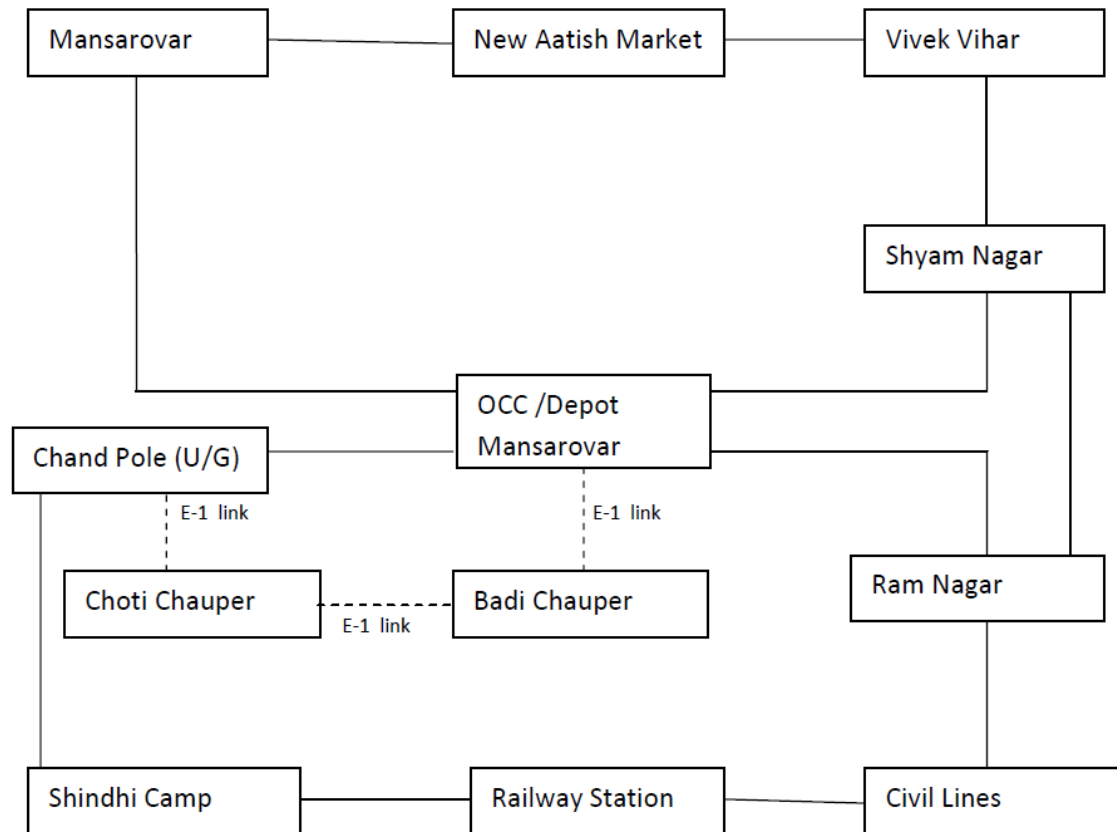 Mansarovar
New Aatish Market
Vivek Vihar
Shyam Nagar
OCC /Depot
Mansarovar
Chand Pole (U/G)
E-1 link
E-1 link
Choti Chauper
Badi Chauper
Ram Nagar
E-1 link
Shindhi Camp
Railway Station
Civil Lines